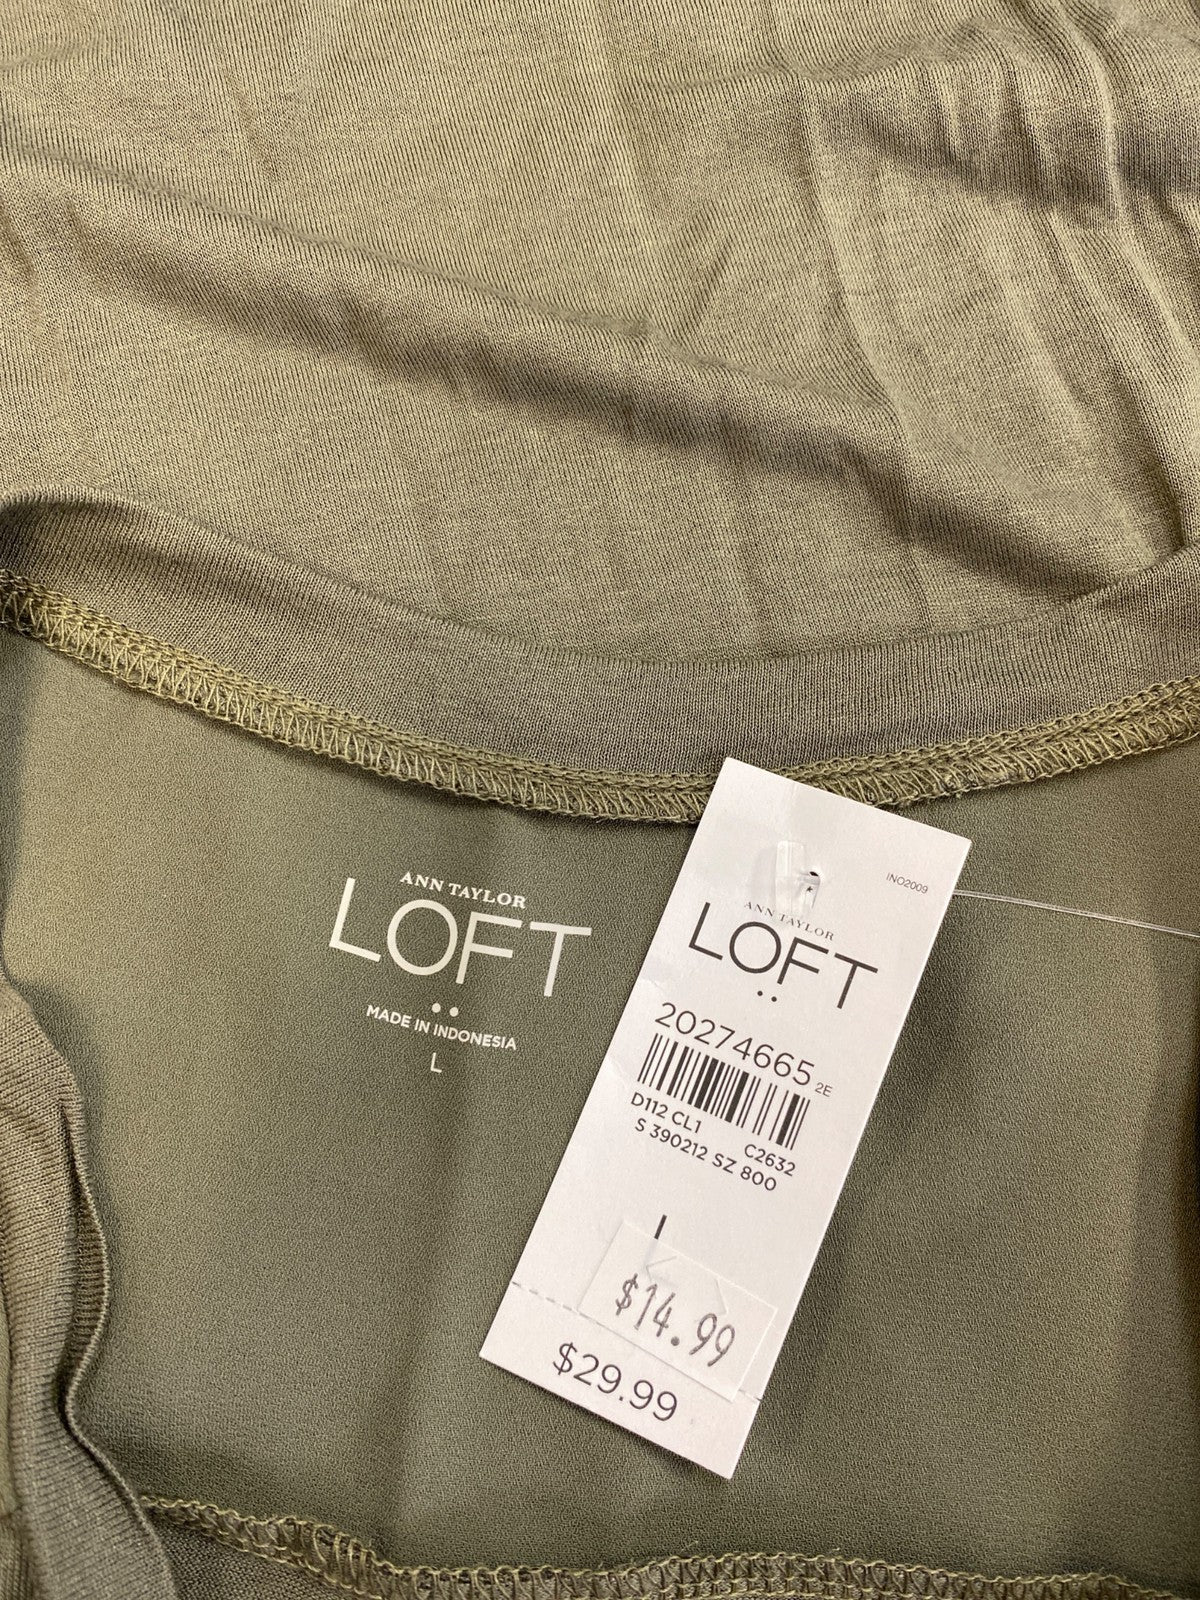 ANN TAYLOR
LOFT
MADE IN INDONESIA
L
INO2009
ANN TAYLOR
LOFT
20274665 2E
D112 CL1 C2632
S 390212 SZ 800
$14.99
$29.99